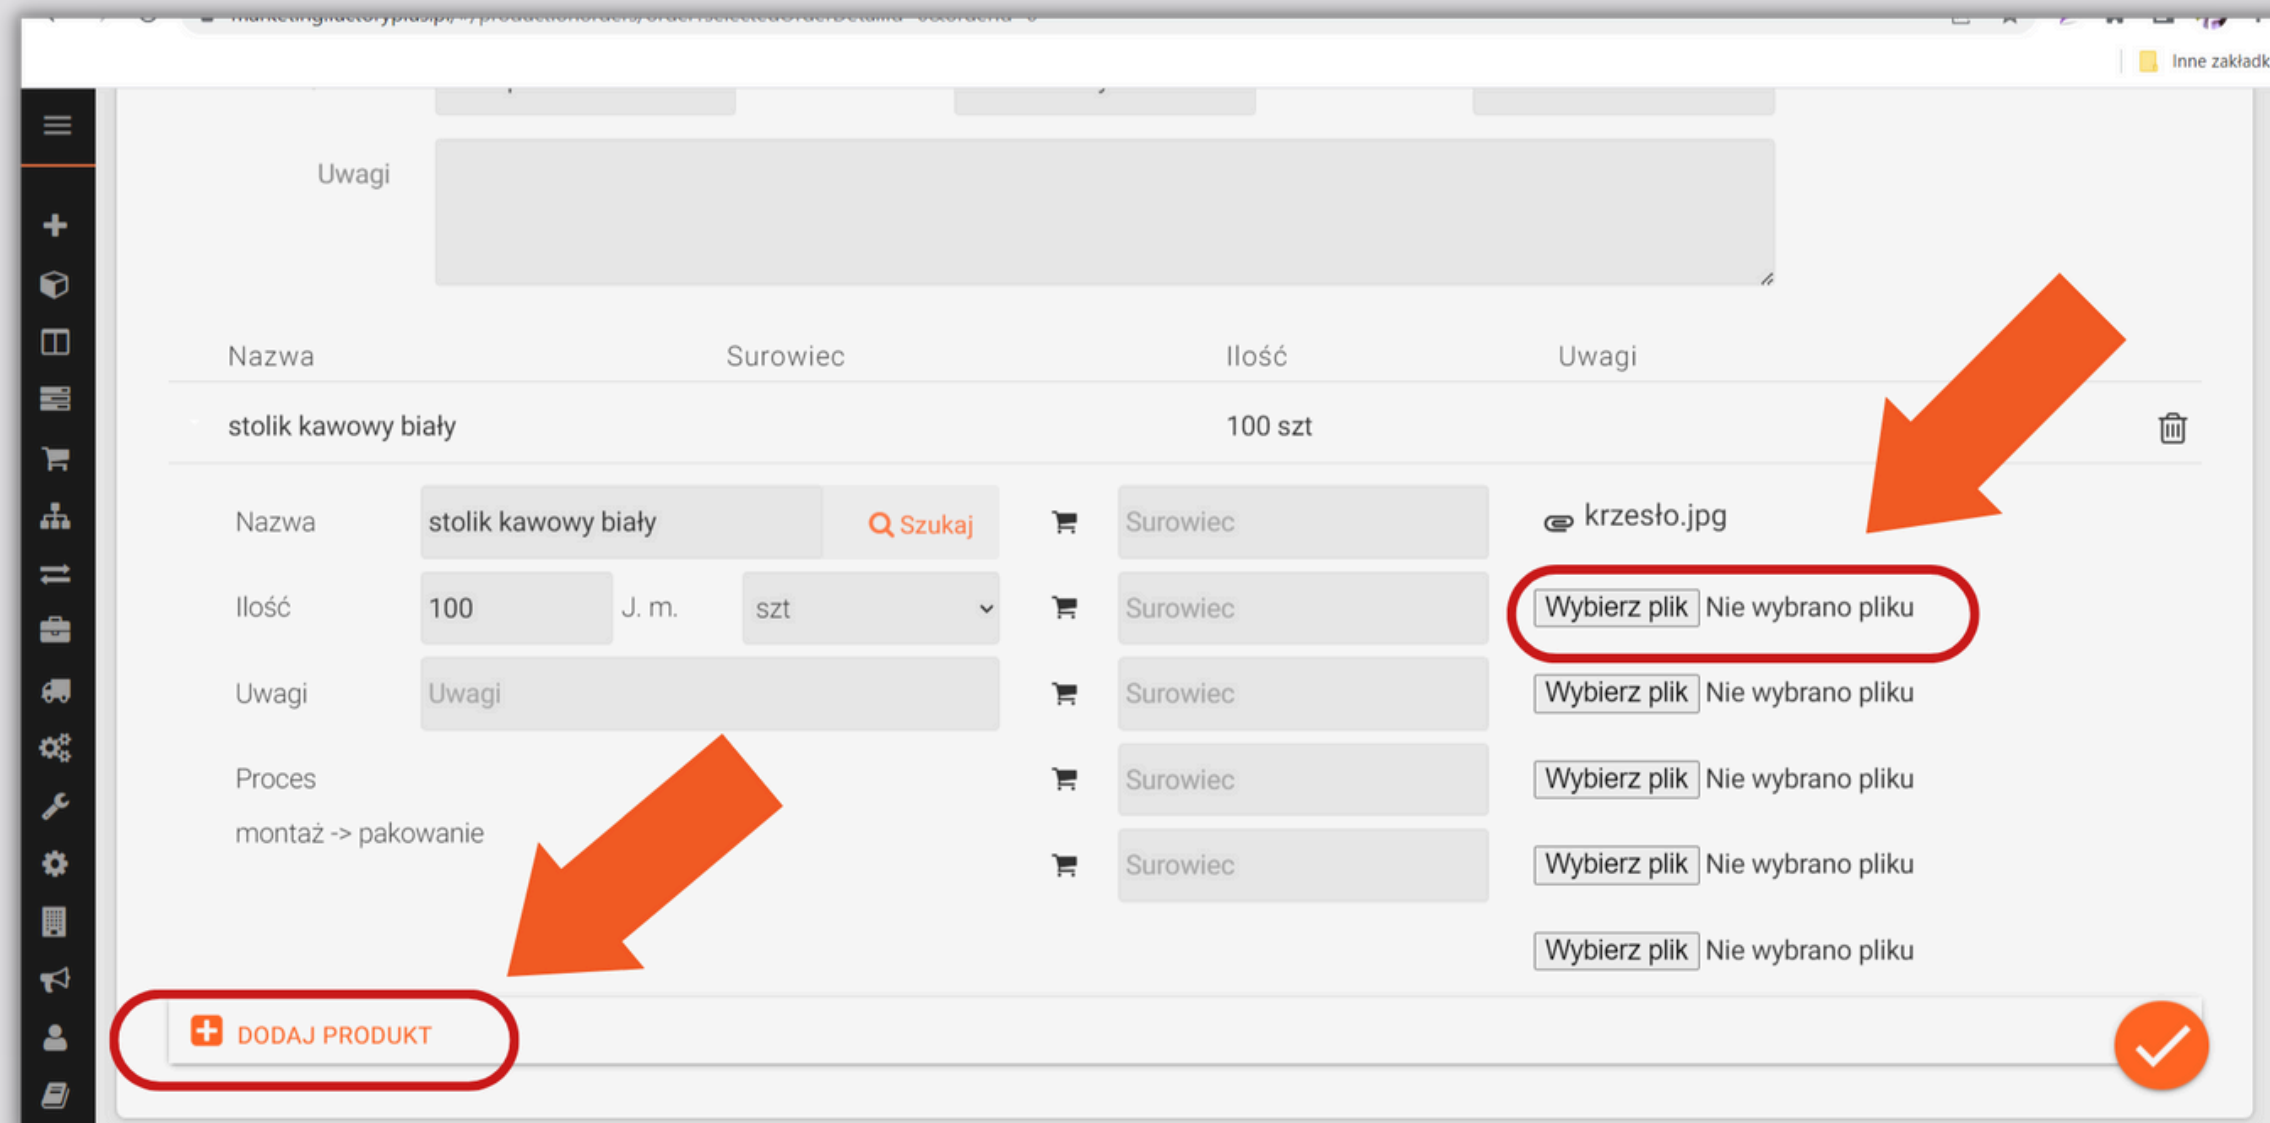 Inne zakładk
Uwagi
Nazwa Surowiec Ilość Uwagi
stolik kawowy biały 100 szt
Nazwa stolik kawowy biały Szukaj Surowiec krzesło.jpg
Ilość 100 J. m. szt Surowiec Wybierz plik Nie wybrano pliku
Uwagi Uwagi Surowiec Wybierz plik Nie wybrano pliku
Proces Surowiec Wybierz plik Nie wybrano pliku
montaż -> pakowanie
Surowiec Wybierz plik Nie wybrano pliku
Wybierz plik Nie wybrano pliku
DODAJ PRODUKT